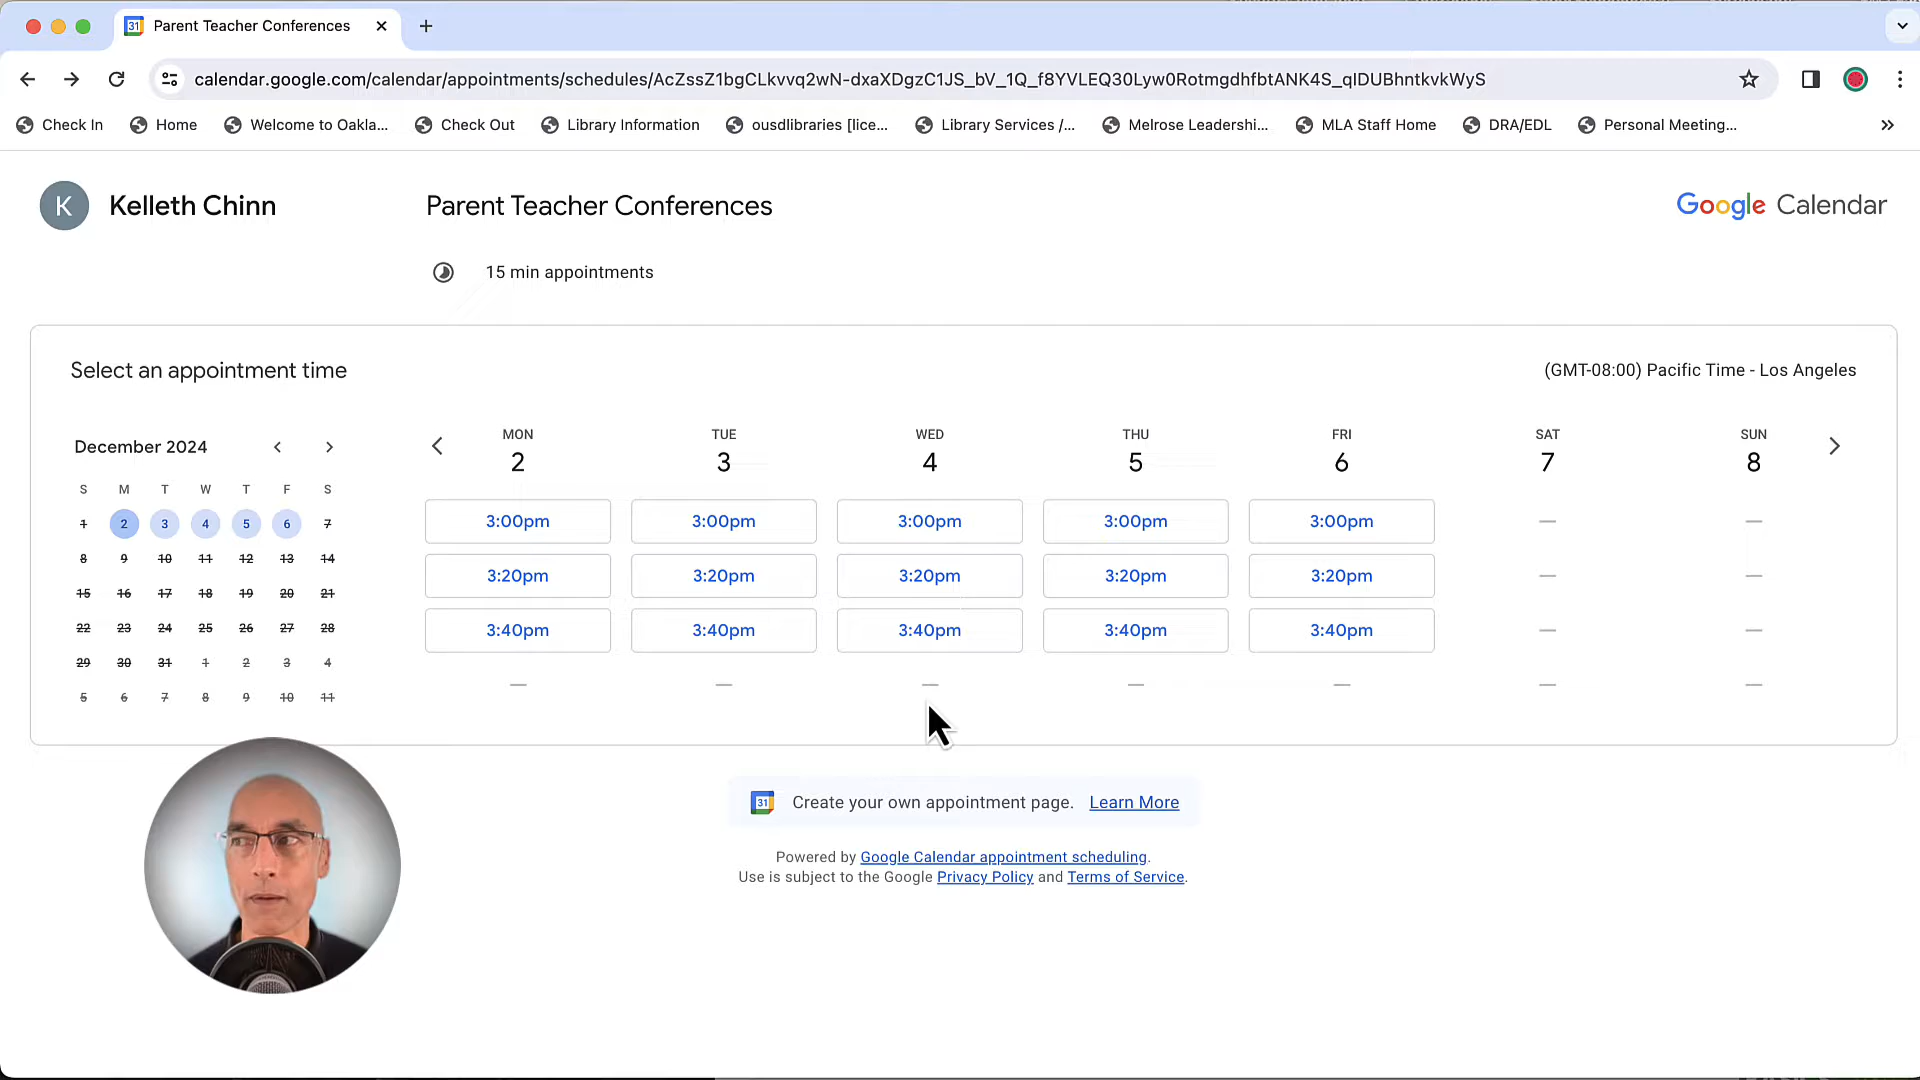 31 Parent Teacher Conferences
calendar.google.com/calendar/appointments/schedules/AcZssZ1bgCLkvvq2wN-dxaXDgzC1JS_bV_1Q_f8YVLEQ30Lyw0RotmgdhfbtANK4S_qIDUBhntkvkWyS
Check In Home Welcome to Oakla... Check Out Library Information ousdlibraries [lice... Library Services /... Melrose Leadershi... MLA Staff Home DRA/EDL Personal Meeting... »
K Kelleth Chinn Parent Teacher Conferences Google Calendar
15 min appointments
Select an appointment time (GMT-08:00) Pacific Time - Los Angeles
December 2024
S M T W T F S
1 2 3 4 5 6 7
8 9 10 11 12 13 14
15 16 17 18 19 20 21
22 23 24 25 26 27 28
29 30 31 1 2 3 4
5 6 7 8 9 10 11
MON TUE WED THU FRI SAT SUN
2 3 4 5 6 7 8
3:00pm 3:00pm 3:00pm 3:00pm 3:00pm — —
3:20pm 3:20pm 3:20pm 3:20pm 3:20pm — —
3:40pm 3:40pm 3:40pm 3:40pm 3:40pm — —
— — — — — — —
31 Create your own appointment page. Learn More
Powered by Google Calendar appointment scheduling.
Use is subject to the Google Privacy Policy and Terms of Service.